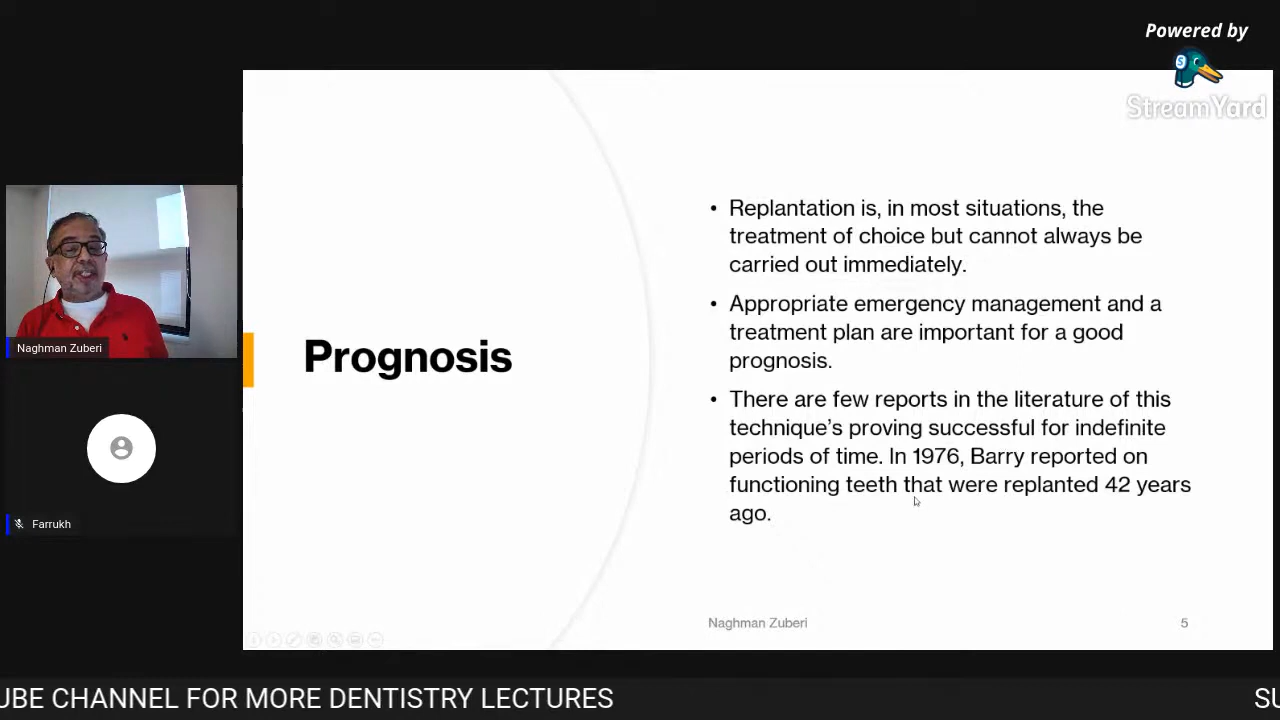 Powered by
StreamYard
Replantation is, in most situations, the
treatment of choice but cannot always be
carried out immediately.
Appropriate emergency management and a
treatment plan are important for a good
prognosis.
Prognosis
There are few reports in the literature of this
technique's proving successful for indefinite
periods of time. In 1976, Barry reported on
functioning teeth that were replanted 42 years
ago.
Naghman Zuberi
Farrukh
Naghman Zuberi
5
UBE CHANNEL FOR MORE DENTISTRY LECTURES
SU